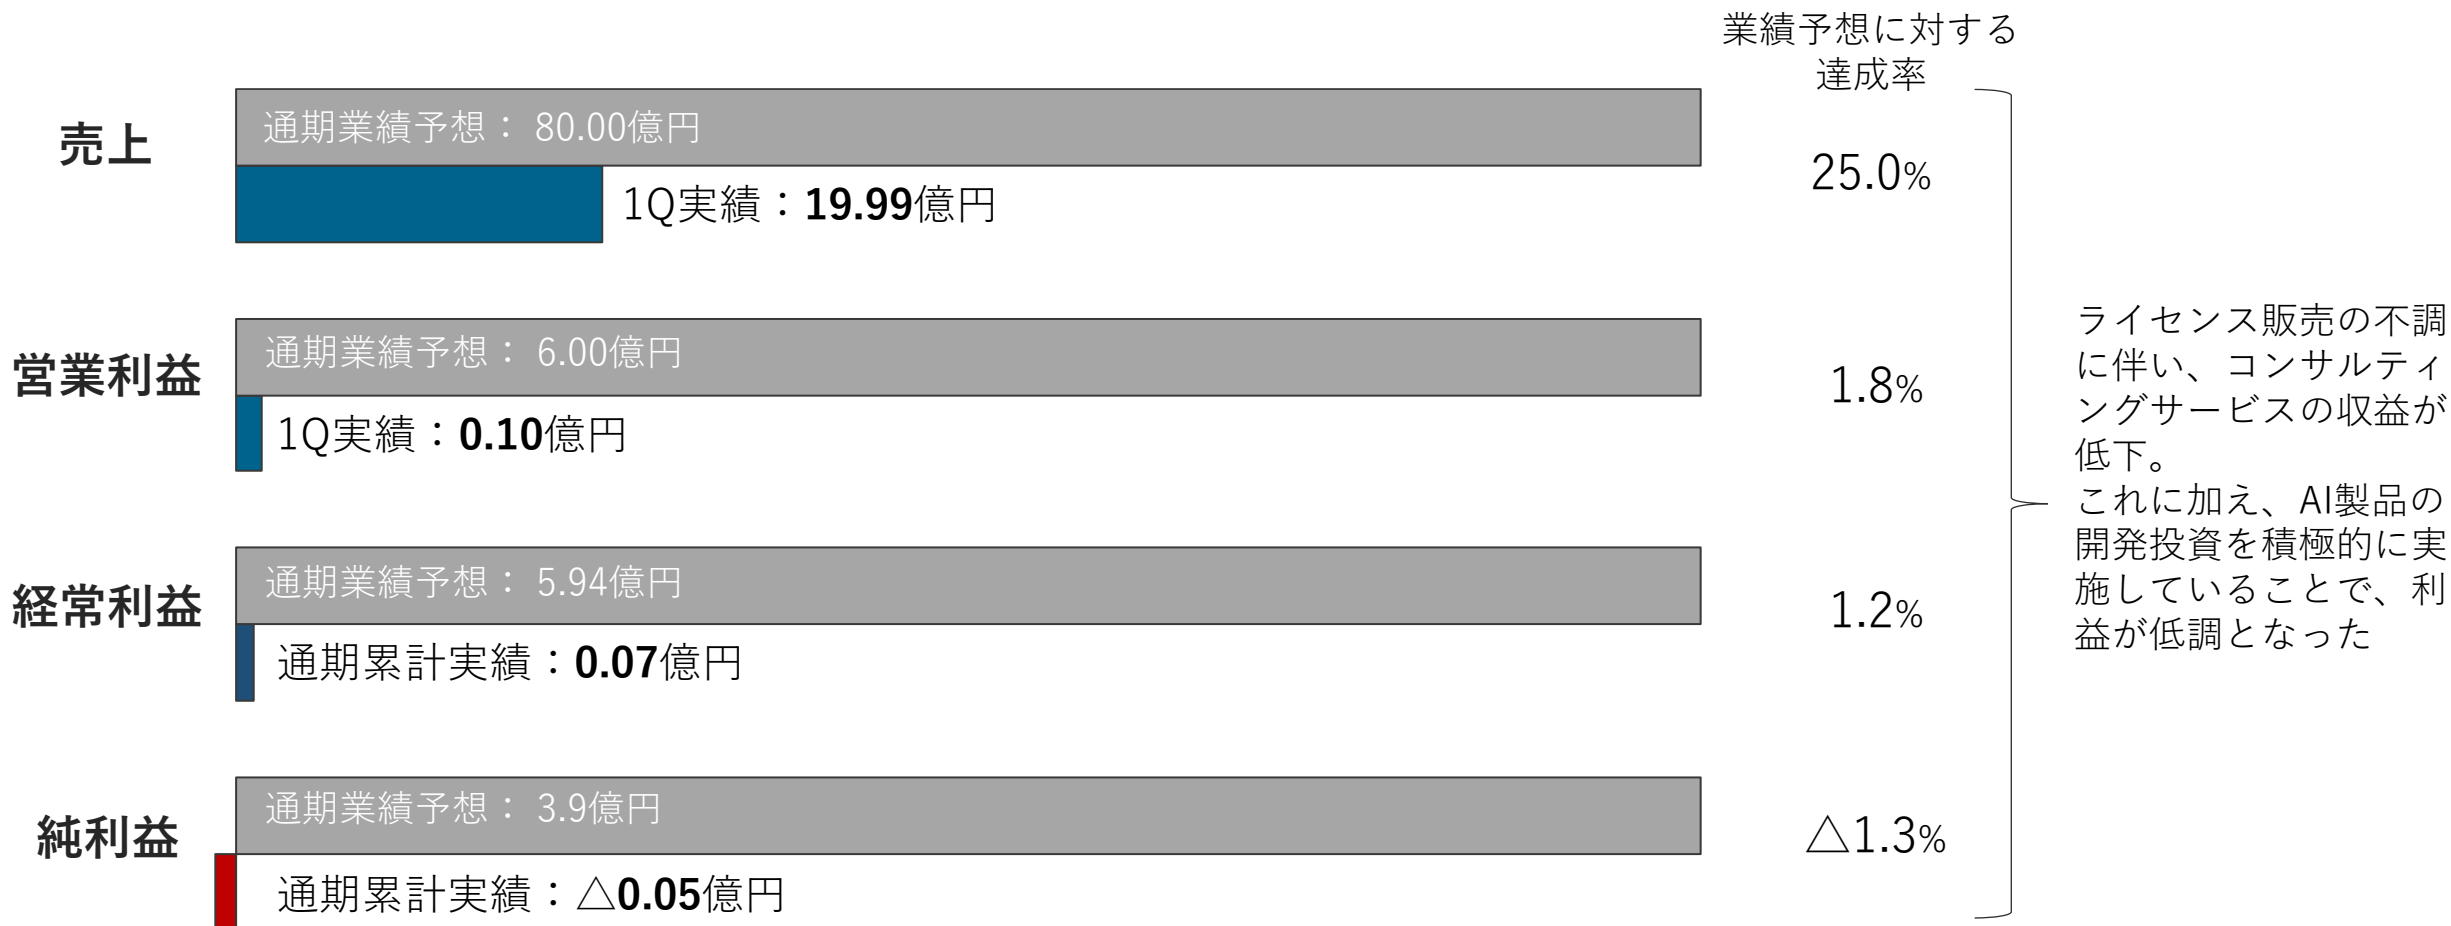 業績予想に対する
達成率
売上
通期業績予想： 80.00億円
1Q実績：19.99億円
25.0%
営業利益
通期業績予想： 6.00億円
1Q実績：0.10億円
1.8%
経常利益
通期業績予想： 5.94億円
通期累計実績：0.07億円
1.2%
純利益
通期業績予想： 3.9億円
通期累計実績：△0.05億円
△1.3%
ライセンス販売の不調
に伴い、コンサルティ
ングサービスの収益が
低下。
これに加え、AI製品の
開発投資を積極的に実
施していることで、利
益が低調となった